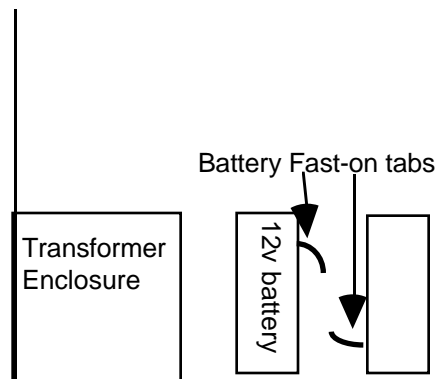 Battery Fast-on tabs
Transformer
Enclosure
12v battery